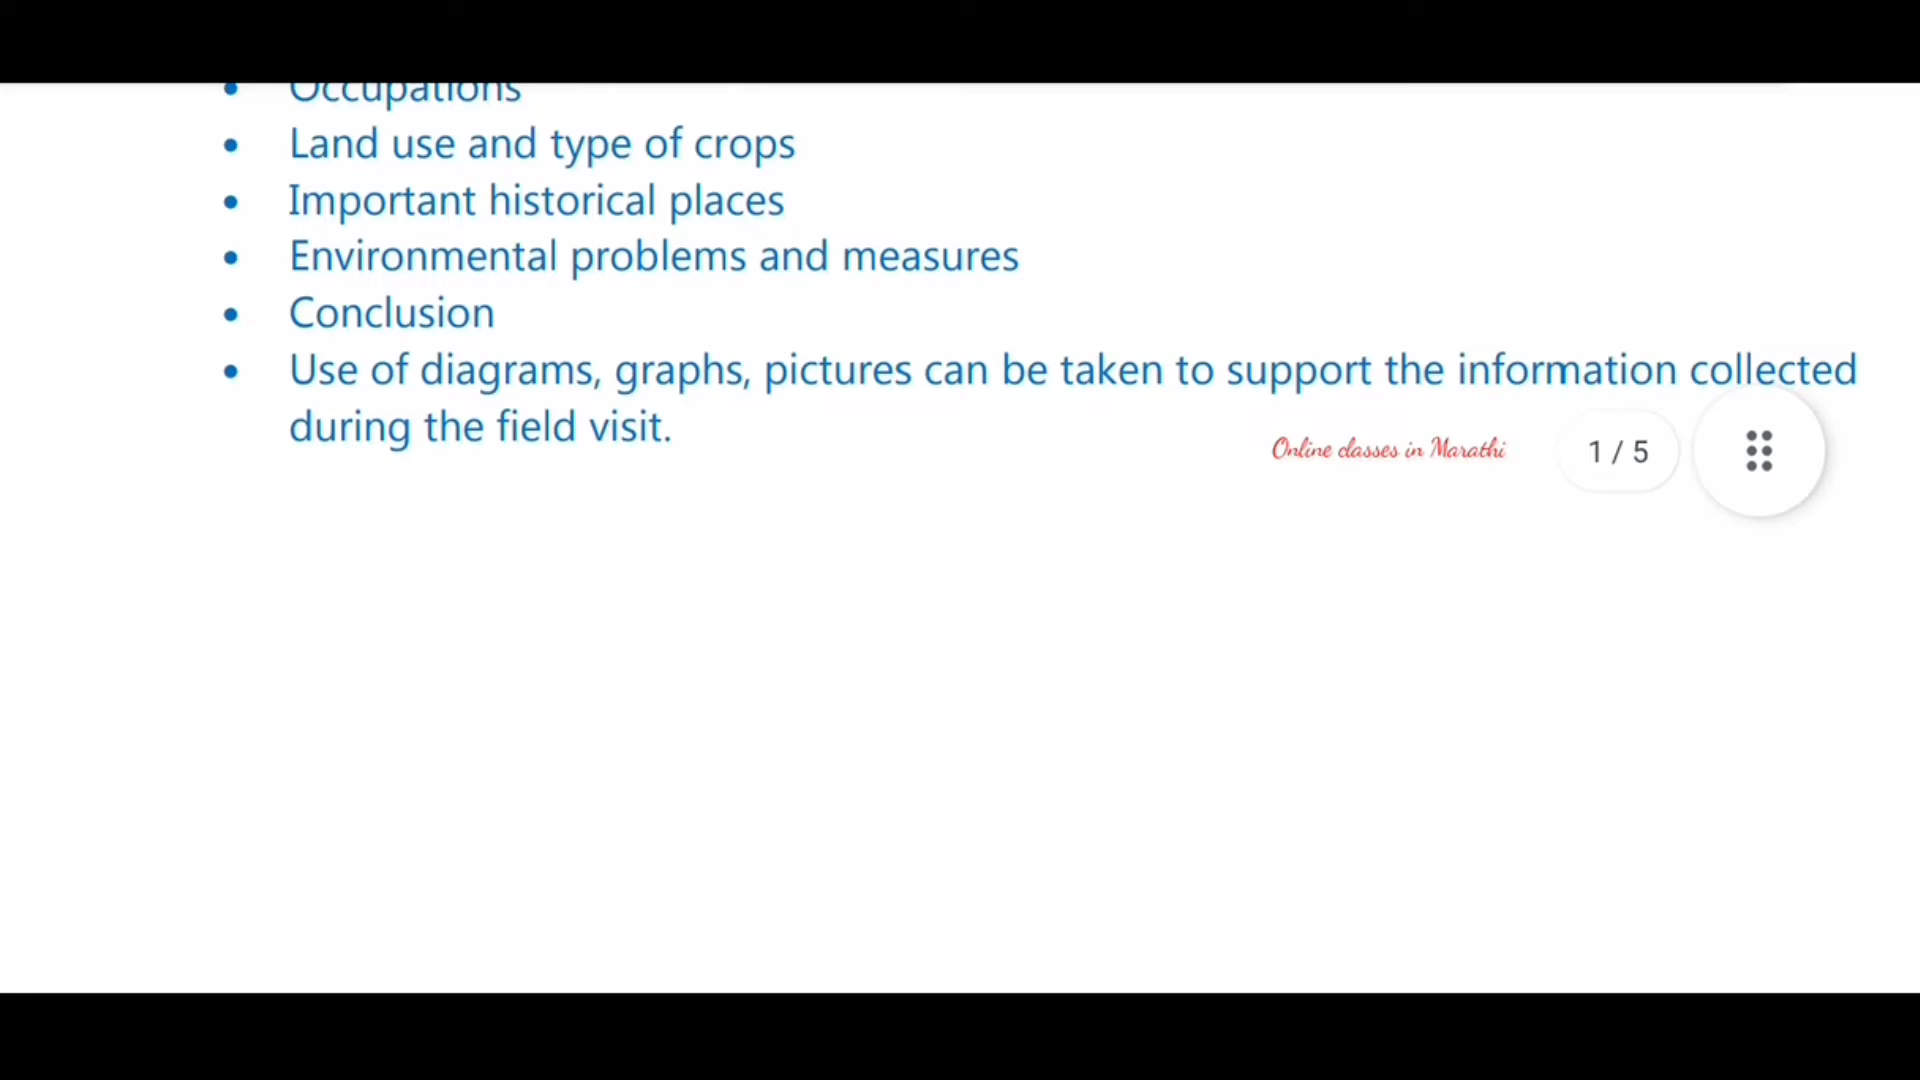 • Occupations
• Land use and type of crops
• Important historical places
• Environmental problems and measures
• Conclusion
• Use of diagrams, graphs, pictures can be taken to support the information collected
during the field visit.
Online classes in Marathi
1 / 5